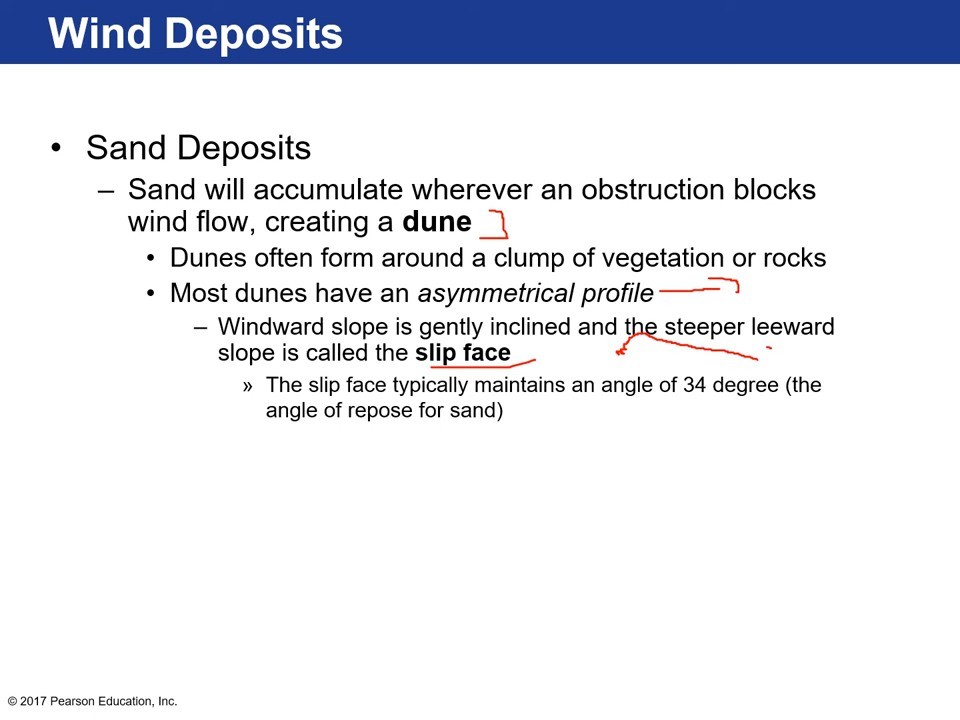 Wind Deposits
• Sand Deposits
– Sand will accumulate wherever an obstruction blocks
wind flow, creating a dune
• Dunes often form around a clump of vegetation or rocks
• Most dunes have an asymmetrical profile
– Windward slope is gently inclined and the steeper leeward
slope is called the slip face
» The slip face typically maintains an angle of 34 degree (the
angle of repose for sand)
© 2017 Pearson Education, Inc.